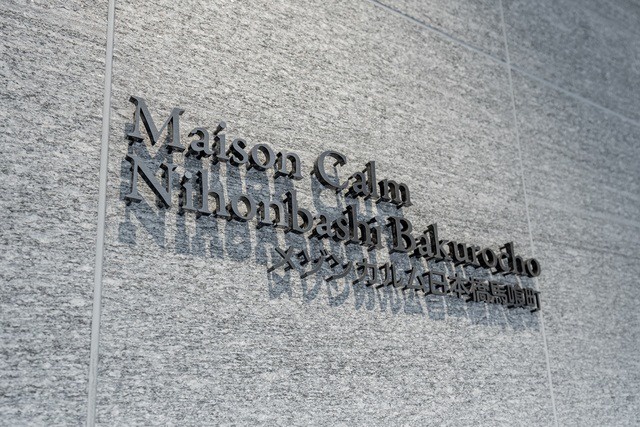 Maison Calm
Nihonbashi Bakurocho
メゾンカルム日本橋馬喰町